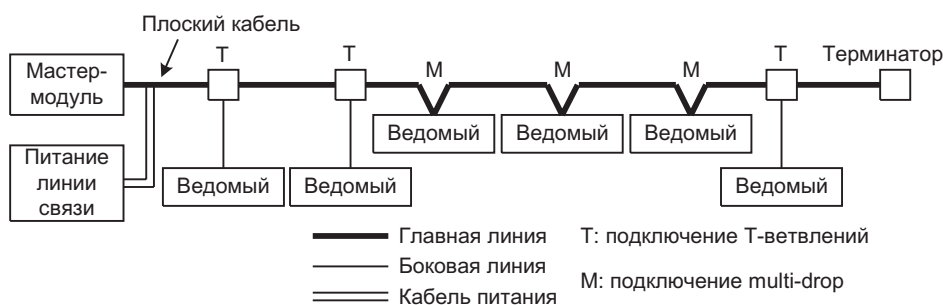 Плоский кабель
Мастер-
модуль
T
T
M
M
M
T
Терминатор
Ведомый
Ведомый
Ведомый
Питание
линии
связи
Ведомый
Ведомый
Ведомый
Главная линия
T: подключение T-ветвлений
Боковая линия
M: подключение multi-drop
Кабель питания